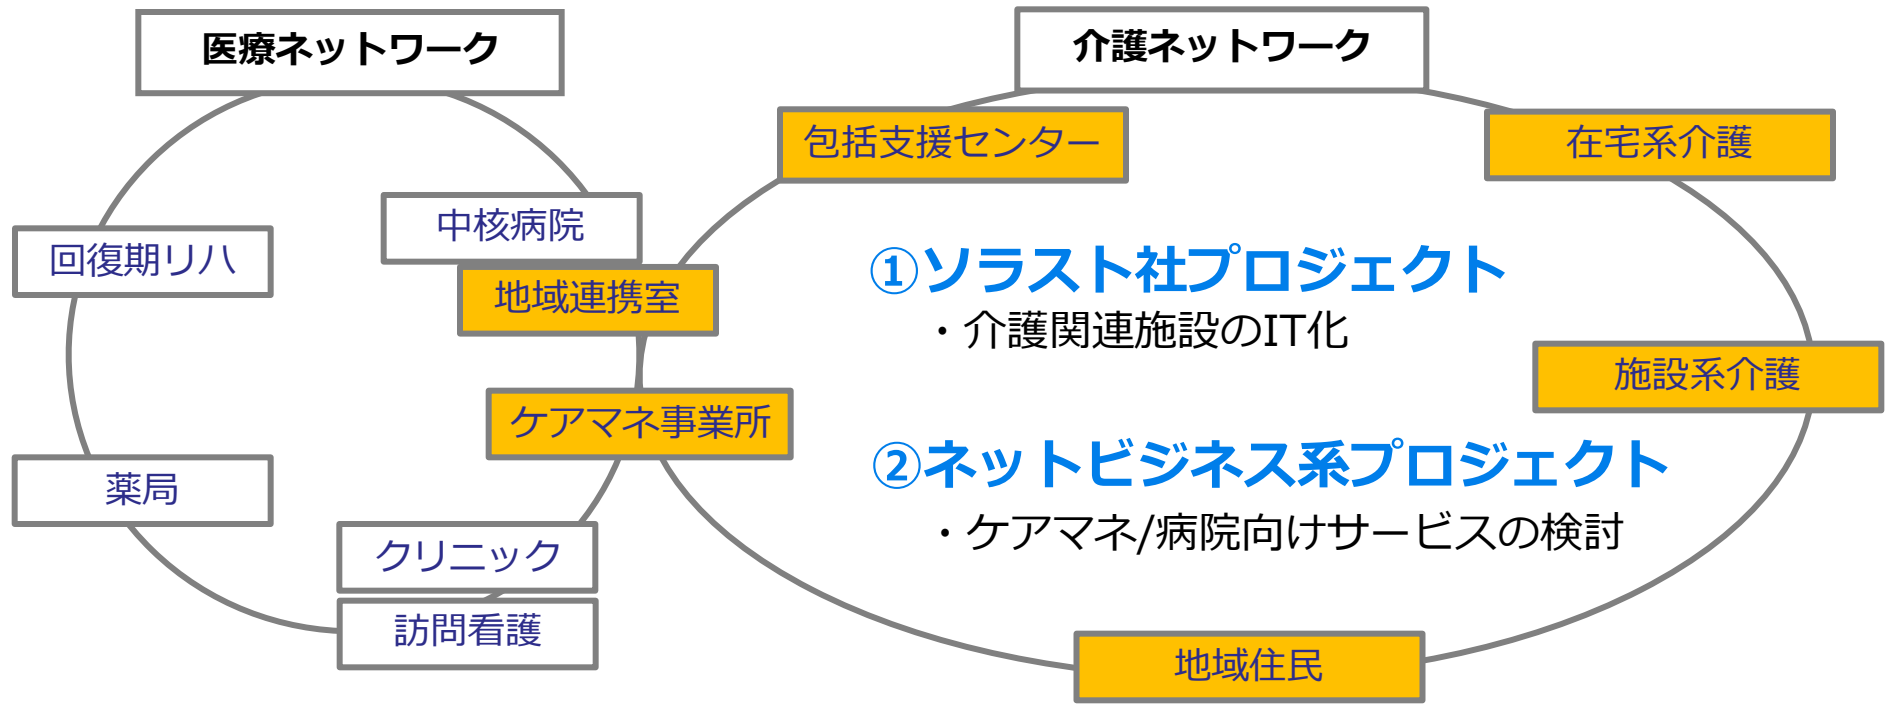 医療ネットワーク
介護ネットワーク
包括支援センター
在宅系介護
中核病院
回復期リハ
地域連携室
①ソラスト社プロジェクト
・介護関連施設のIT化
施設系介護
ケアマネ事業所
②ネットビジネス系プロジェクト
薬局
・ケアマネ/病院向けサービスの検討
クリニック
訪問看護
地域住民